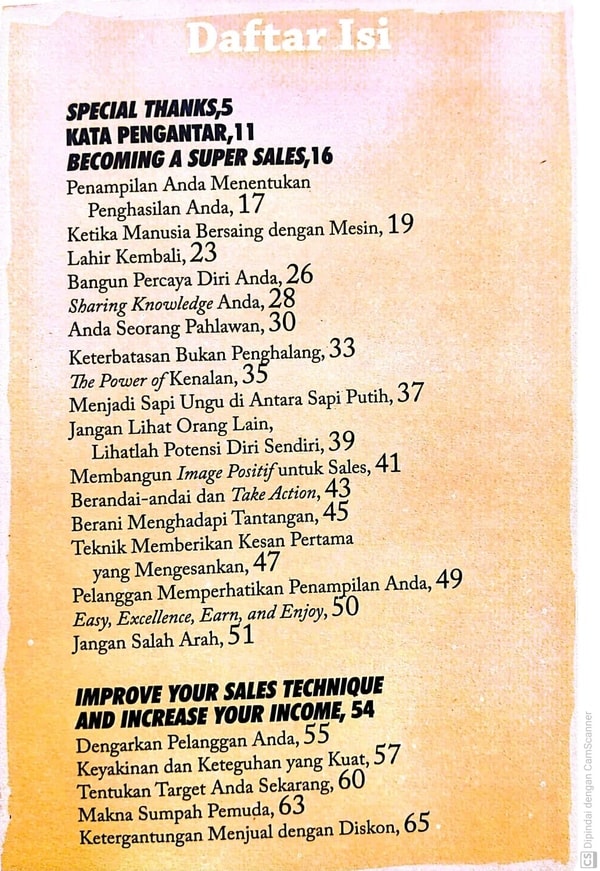 Daftar Isi
SPECIAL THANKS,5
KATA PENGANTAR,11
BECOMING A SUPER SALES,16
Penampilan Anda Menentukan
Penghasilan Anda, 17
Ketika Manusia Bersaing dengan Mesin, 19
Lahir Kembali, 23
Bangun Percaya Diri Anda, 26
Sharing Knowledge Anda, 28
Anda Seorang Pahlawan, 30
Keterbatasan Bukan Penghalang, 33
The Power of Kenalan, 35
Menjadi Sapi Ungu di Antara Sapi Putih, 37
Jangan Lihat Orang Lain,
Lihatlah Potensi Diri Sendiri, 39
Membangun Image Positif untuk Sales, 41
Berandai-andai dan Take Action, 43
Berani Menghadapi Tantangan, 45
Teknik Memberikan Kesan Pertama
yang Mengesankan, 47
Pelanggan Memperhatikan Penampilan Anda, 49
Easy, Excellence, Earn, and Enjoy, 50
Jangan Salah Arah, 51
IMPROVE YOUR SALES TECHNIQUE
AND INCREASE YOUR INCOME, 54
Dengarkan Pelanggan Anda, 55
Keyakinan dan Keteguhan yang Kuat, 57
Tentukan Target Anda Sekarang, 60
Makna Sumpah Pemuda, 63
Ketergantungan Menjual dengan Diskon, 65
CS Dipindai dengan CamScanner